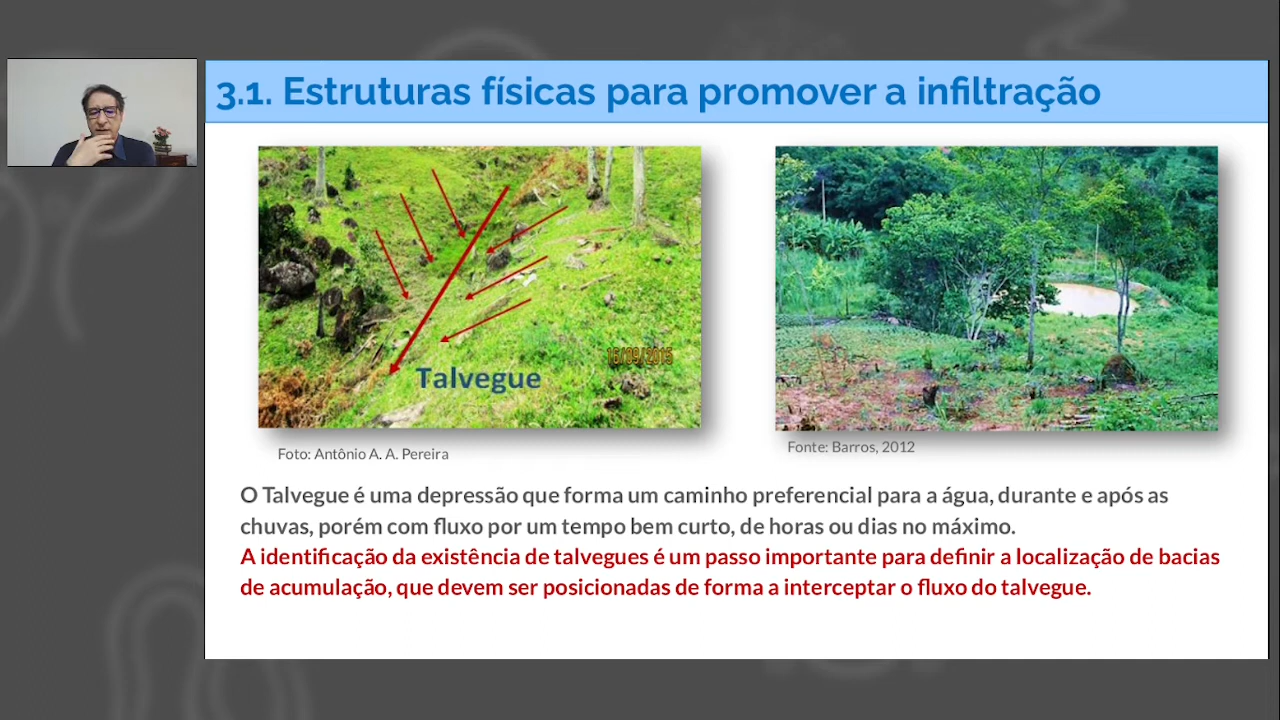 3.1. Estruturas físicas para promover a infiltração
15/09/2015
Talvegue
Foto: Antônio A. A. Pereira
Fonte: Barros, 2012
O Talvegue é uma depressão que forma um caminho preferencial para a água, durante e após as
chuvas, porém com fluxo por um tempo bem curto, de horas ou dias no máximo.
A identificação da existência de talvegues é um passo importante para definir a localização de bacias
de acumulação, que devem ser posicionadas de forma a interceptar o fluxo do talvegue.